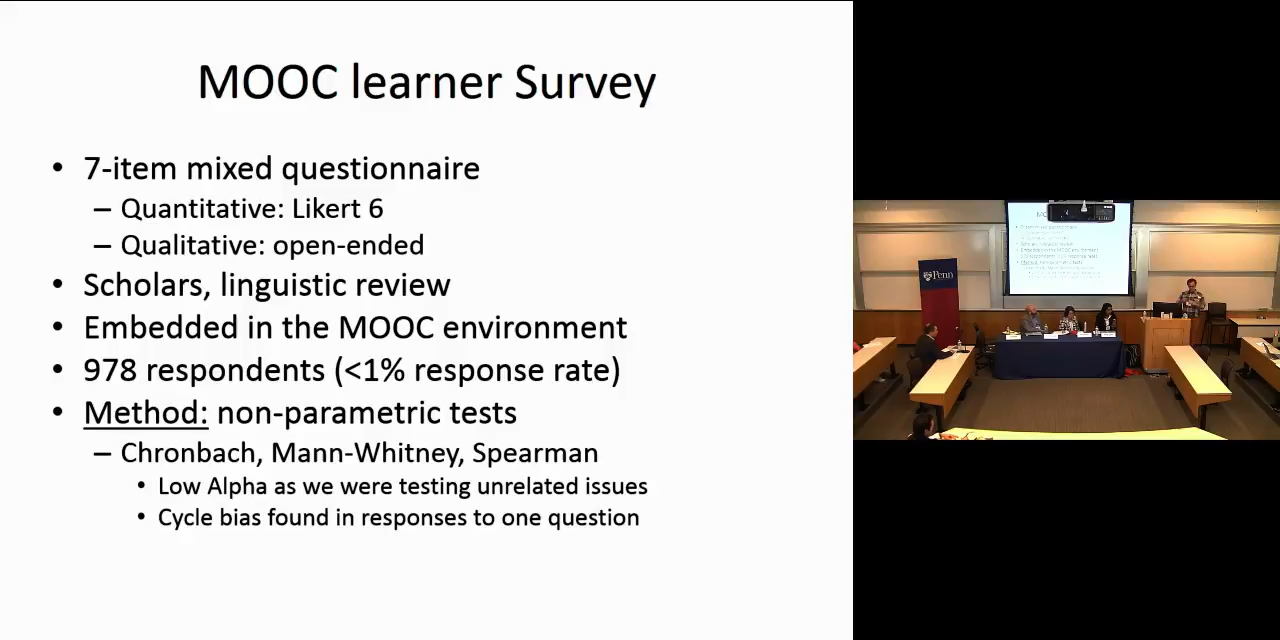 MOOC learner Survey
• 7-item mixed questionnaire
– Quantitative: Likert 6
– Qualitative: open-ended
• Scholars, linguistic review
• Embedded in the MOOC environment
• 978 respondents (<1% response rate)
• Method: non-parametric tests
– Chronbach, Mann-Whitney, Spearman
• Low Alpha as we were testing unrelated issues
• Cycle bias found in responses to one question
Penn